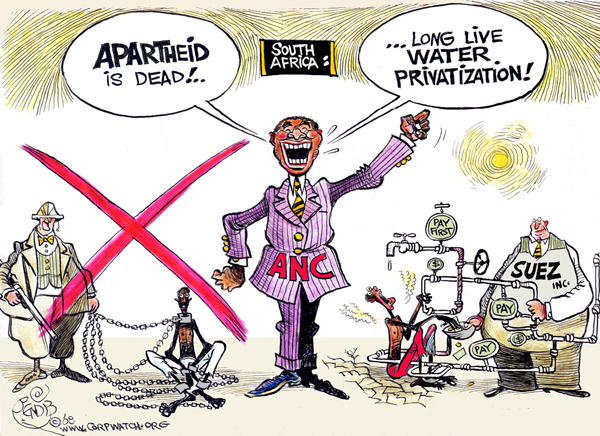 APARTHEID
IS DEAD!..
SOUTH
AFRICA:
...LONG LIVE
WATER
PRIVATIZATION!
ANC
PAY
FIRST
$
PAY
PAY
SUEZ
INC.
©
WWW.CORPWATCH.ORG